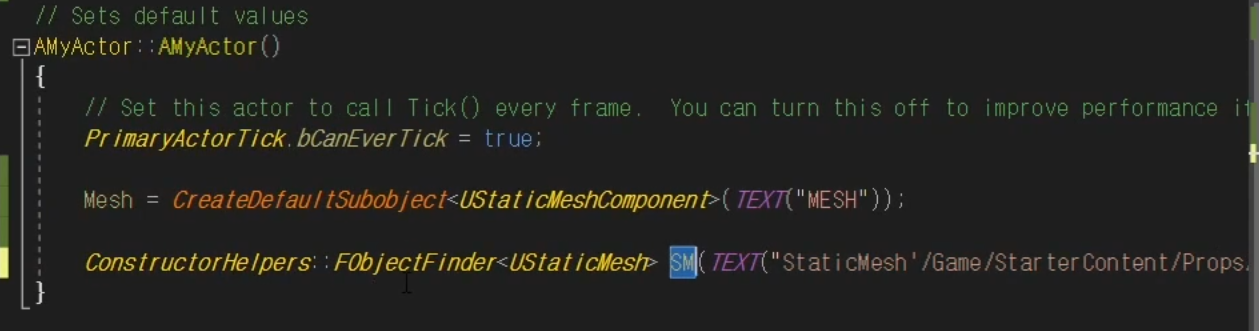 // Sets default values
AMyActor::AMyActor()
{
// Set this actor to call Tick() every frame.  You can turn this off to improve performance
PrimaryActorTick.bCanEverTick = true;
Mesh = CreateDefaultSubobject<UStaticMeshComponent>(TEXT("MESH"));
ConstructorHelpers::FObjectFinder<UStaticMesh> SM(TEXT("StaticMesh'/Game/StarterContent/Props
}